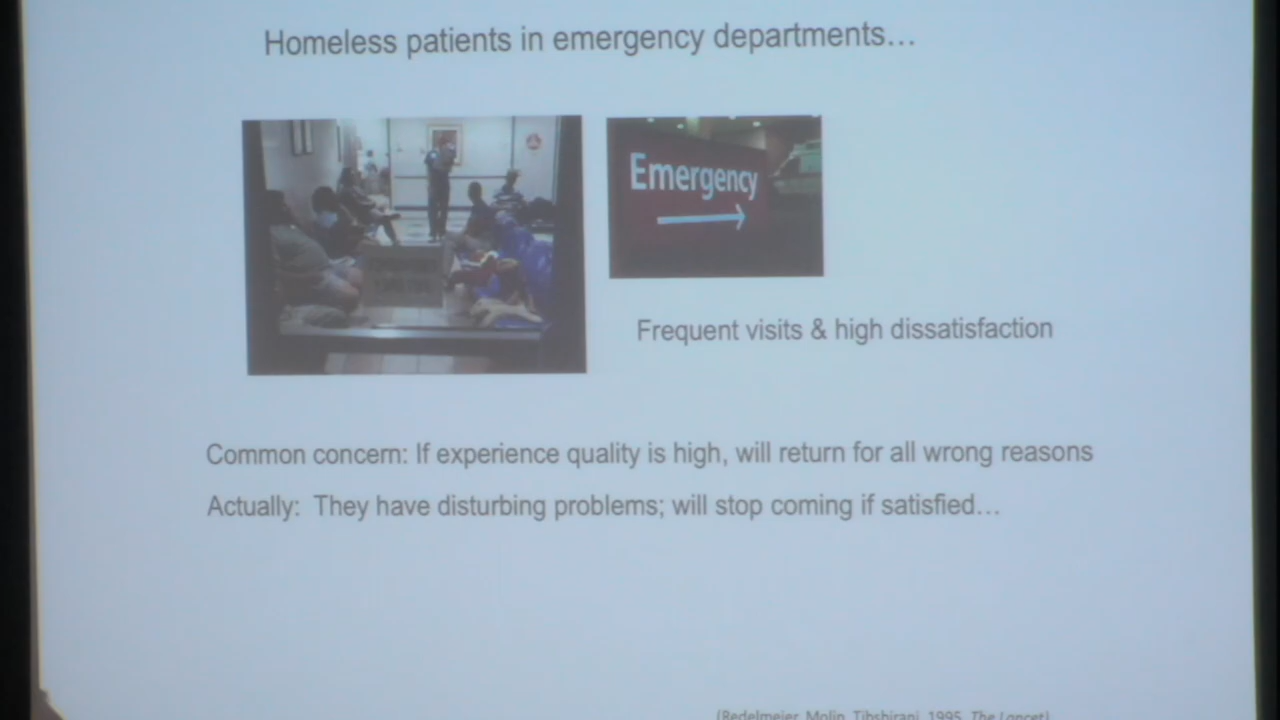 Homeless patients in emergency departments…
Emergency
Frequent visits & high dissatisfaction
Common concern: If experience quality is high, will return for all wrong reasons
Actually: They have disturbing problems; will stop coming if satisfied…
(Redelmeier, Molin, Tibshirani, 1995, The Lancet)